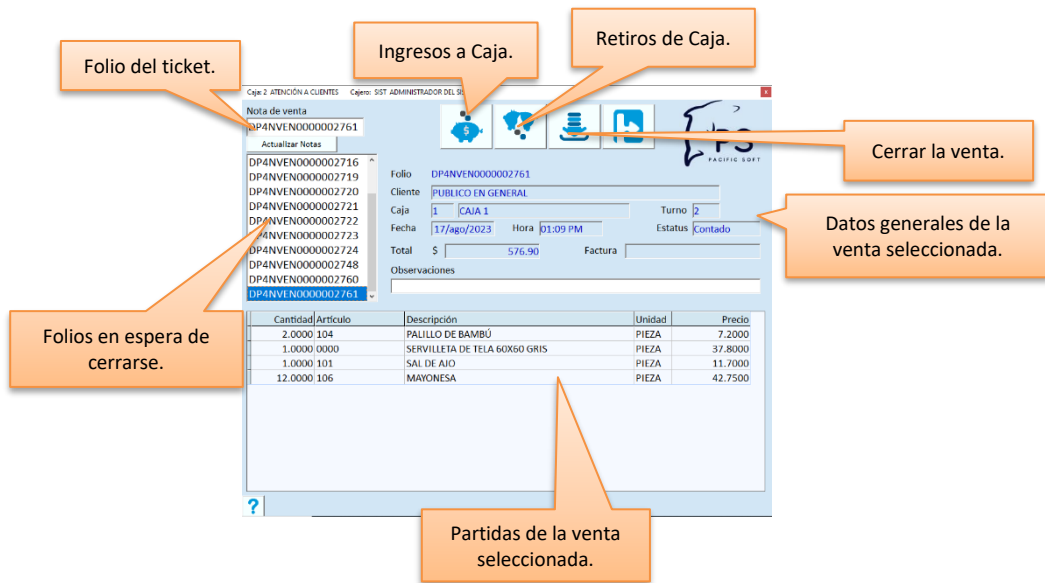 Ingresos a Caja.
Retiros de Caja.
Folio del ticket.
Caja: 2 ATENCIÓN A CLIENTES Cajero: SIST ADMINISTRADOR DEL SIS
x
Nota de venta
DP4NVEN0000002761
Actualizar Notas
PS
PACIFIC SOFT
Cerrar la venta.
DP4NVEN0000002716
DP4NVEN0000002719
DP4NVEN0000002720
DP4NVEN0000002721
DP4NVEN0000002722
DP4NVEN0000002723
DP4NVEN0000002724
DP4NVEN0000002748
DP4NVEN0000002760
DP4NVEN0000002761
Folio DP4NVEN0000002761
Cliente PUBLICO EN GENERAL
Caja 1 CAJA 1 Turno 2
Fecha 17/ago/2023 Hora 01:09 PM Estatus Contado
Total $ 576.90 Factura
Observaciones
Datos generales de la
venta seleccionada.
Folios en espera de
cerrarse.
Cantidad Artículo Descripción Unidad Precio
2.0000 104 PALILLO DE BAMBÚ PIEZA 7.2000
1.0000 0000 SERVILLETA DE TELA 60X60 GRIS PIEZA 37.8000
1.0000 101 SAL DE AJO PIEZA 11.7000
12.0000 106 MAYONESA PIEZA 42.7500
?
Partidas de la venta
seleccionada.